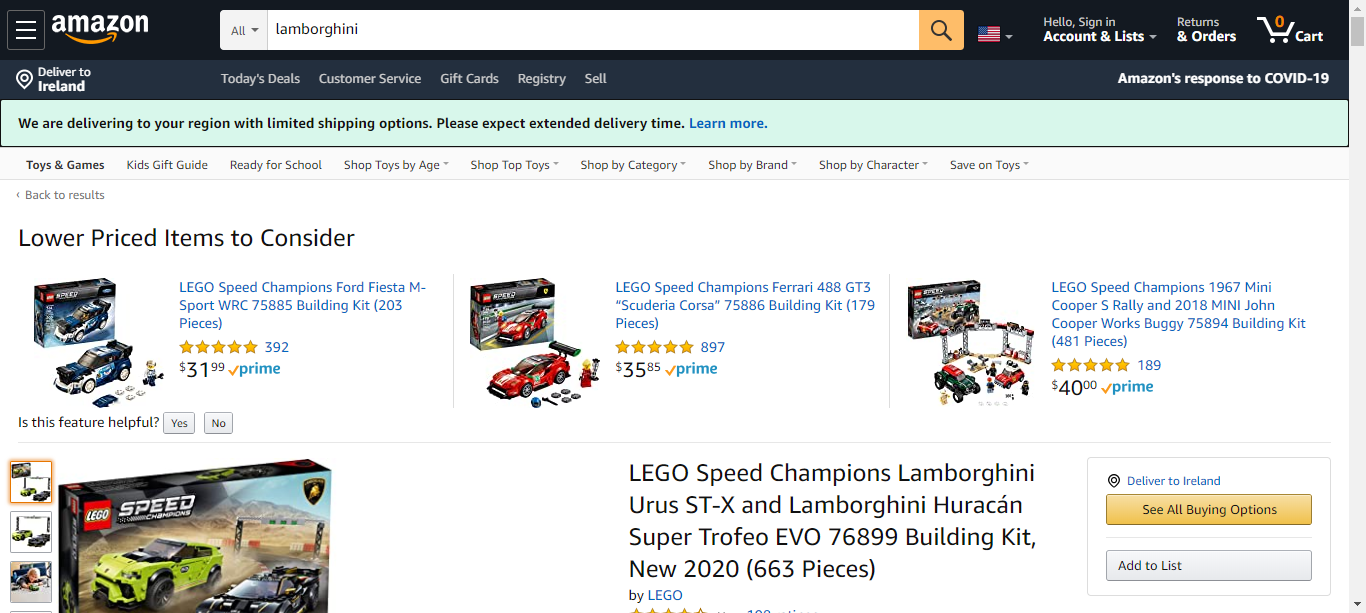 amazon
All
lamborghini
Hello, Sign in
Account & Lists
Returns
& Orders
0
Cart
Deliver to
Ireland
Today's Deals
Customer Service
Gift Cards
Registry
Sell
Amazon's response to COVID-19
We are delivering to your region with limited shipping options. Please expect extended delivery time. Learn more.
Toys & Games
Kids Gift Guide
Ready for School
Shop Toys by Age
Shop Top Toys
Shop by Category
Shop by Brand
Shop by Character
Save on Toys
‹ Back to results
Lower Priced Items to Consider
LEGO Speed Champions Ford Fiesta M-
Sport WRC 75885 Building Kit (203
Pieces)
392
$3199 prime
LEGO Speed Champions Ferrari 488 GT3
“Scuderia Corsa” 75886 Building Kit (179
Pieces)
897
$3585 prime
LEGO Speed Champions 1967 Mini
Cooper S Rally and 2018 MINI John
Cooper Works Buggy 75894 Building Kit
(481 Pieces)
189
$4000 prime
Is this feature helpful?
Yes
No
LEGO
SPEED
CHAMPIONS
LEGO Speed Champions Lamborghini
Urus ST-X and Lamborghini Huracán
Super Trofeo EVO 76899 Building Kit,
New 2020 (663 Pieces)
by LEGO
Deliver to Ireland
See All Buying Options
Add to List